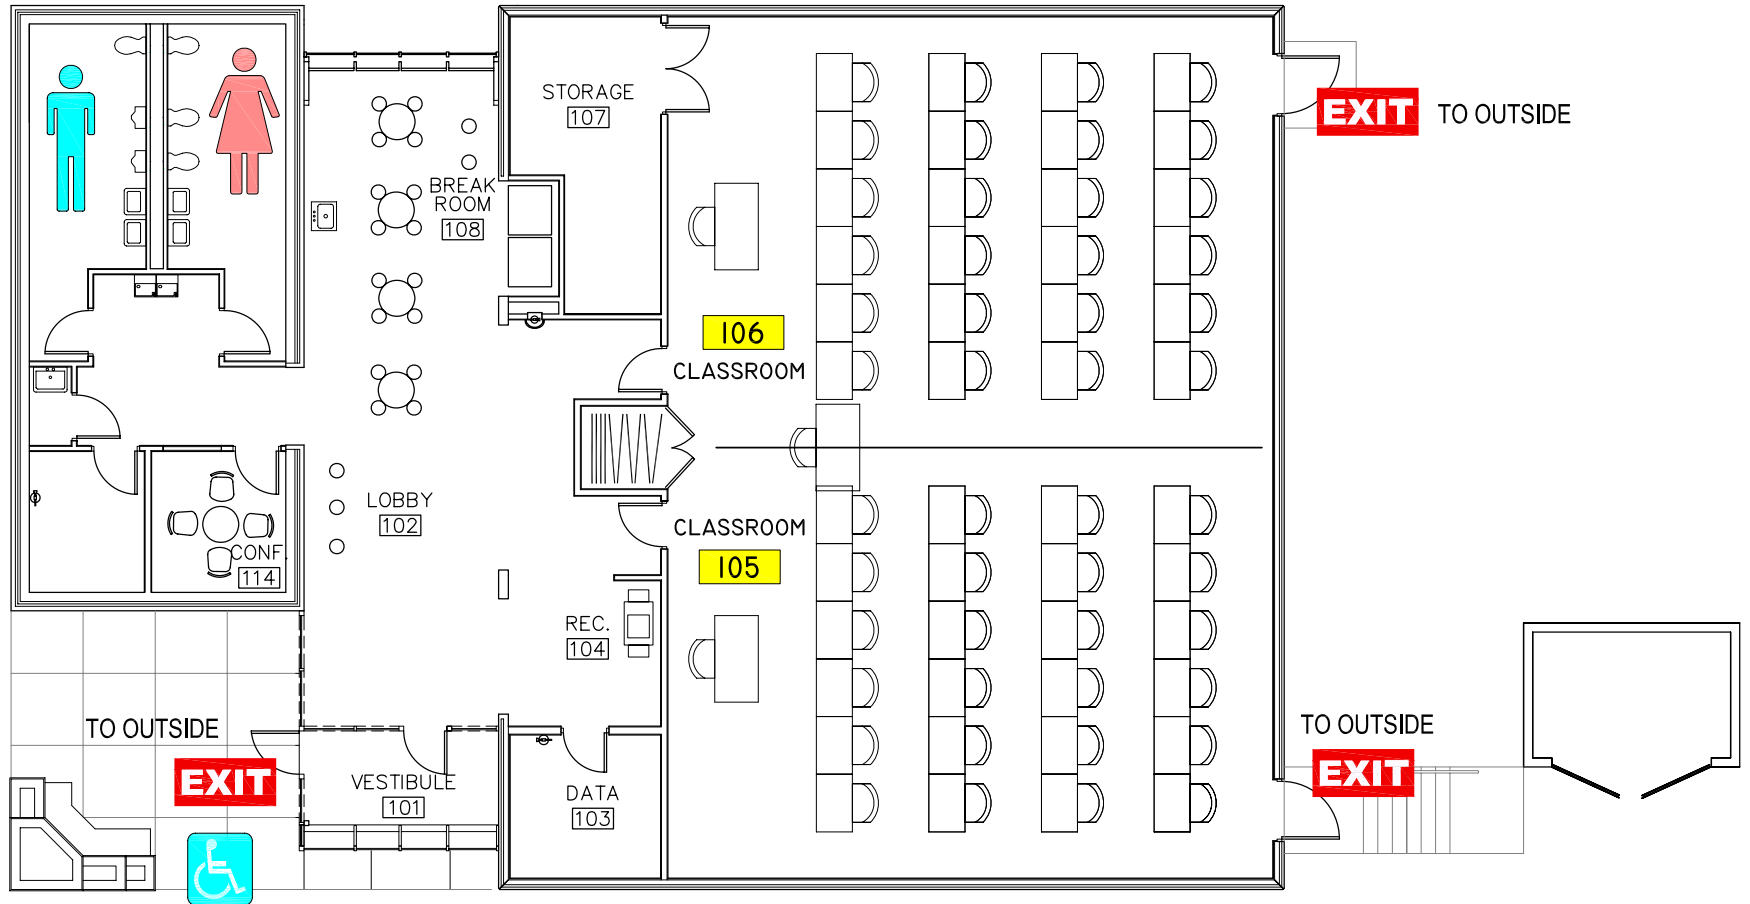 STORAGE
107
EXIT TO OUTSIDE
BREAK
ROOM
108
106
CLASSROOM
LOBBY
102
CLASSROOM
105
CONF.
114
REC.
104
TO OUTSIDE
EXIT
VESTIBULE
101
DATA
103
TO OUTSIDE
EXIT